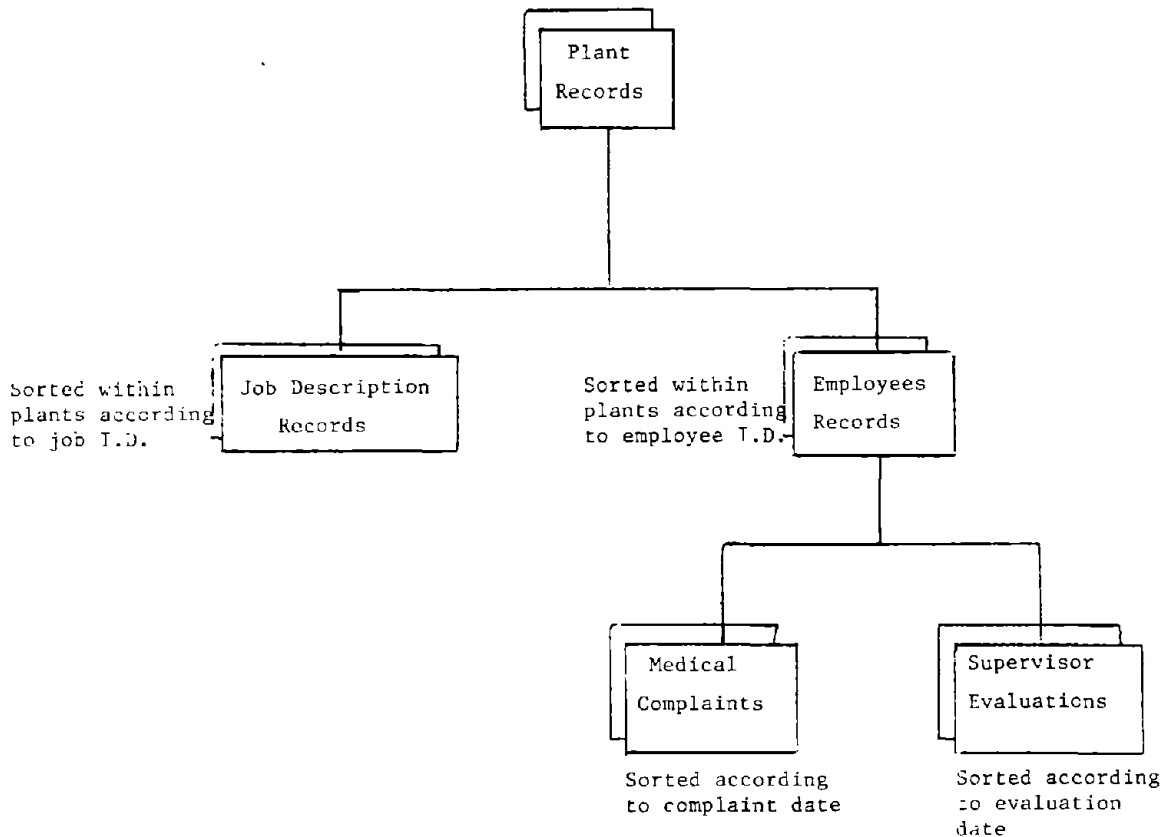 Plant
Records
Sorted within
plants according
to job I.D.
Job Description
Records
Sorted within
plants according
to employee I.D.
Employees
Records
Medical
Complaints
Sorted according
to complaint date
Supervisor
Evaluations
Sorted according
to evaluation
date